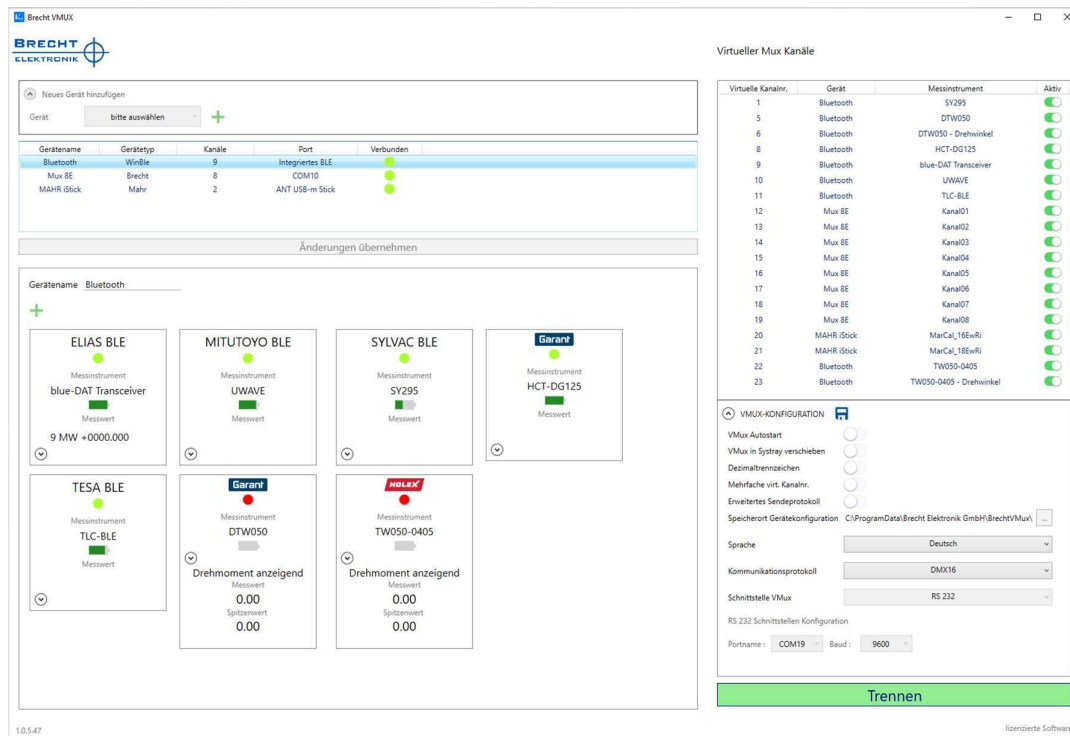 Brecht VMUX
BRECHT
ELEKTRONIK
Neues Gerät hinzufügen
Gerät bitte auswählen
Gerätename Gerätetyp Kanäle Port Verbunden
Bluetooth WinBle 9 Integriertes BLE
Mux 8E Brecht 8 COM10
MAHR iStick Mahr 2 ANT USB-m Stick
Änderungen übernehmen
Gerätename Bluetooth
ELIAS BLE
Messinstrument
blue-DAT Transceiver
Messwert
9 MW +0000.000
MITUTOYO BLE
Messinstrument
UWAVE
Messwert
SYLVAC BLE
Messinstrument
SY295
Messwert
Garant
Messinstrument
HCT-DG125
Messwert
TESA BLE
Messinstrument
TLC-BLE
Messwert
Garant
Messinstrument
DTW050
Drehmoment anzeigend
Messwert
0.00
Spitzenwert
0.00
HOLEX
Messinstrument
TW050-0405
Drehmoment anzeigend
Messwert
0.00
Spitzenwert
0.00
1.0.5.47
Virtueller Mux Kanäle
Virtuelle Kanalnr. Gerät Messinstrument Aktiv
1 Bluetooth SY295
5 Bluetooth DTW050
6 Bluetooth DTW050 - Drehwinkel
8 Bluetooth HCT-DG125
9 Bluetooth blue-DAT Transceiver
10 Bluetooth UWAVE
11 Bluetooth TLC-BLE
12 Mux 8E Kanal01
13 Mux 8E Kanal02
14 Mux 8E Kanal03
15 Mux 8E Kanal04
16 Mux 8E Kanal05
17 Mux 8E Kanal06
18 Mux 8E Kanal07
19 Mux 8E Kanal08
20 MAHR iStick MarCal_16EwRi
21 MAHR iStick MarCal_18EwRi
22 Bluetooth TW050-0405
23 Bluetooth TW050-0405 - Drehwinkel
VMUX-KONFIGURATION
VMux Autostart
VMux in Systray verschieben
Dezimaltrennzeichen
Mehrfache virt. Kanalnr.
Erweitertes Sendeprotokoll
Speicherort Gerätekonfiguration C:\ProgramData\Brecht Elektronik GmbH\BrechtVMux\ ...
Sprache Deutsch
Kommunikationsprotokoll DMX16
Schnittstelle VMux RS 232
RS 232 Schnittstellen Konfiguration
Portname : COM19 Baud : 9600
Trennen
lizenzierte Software